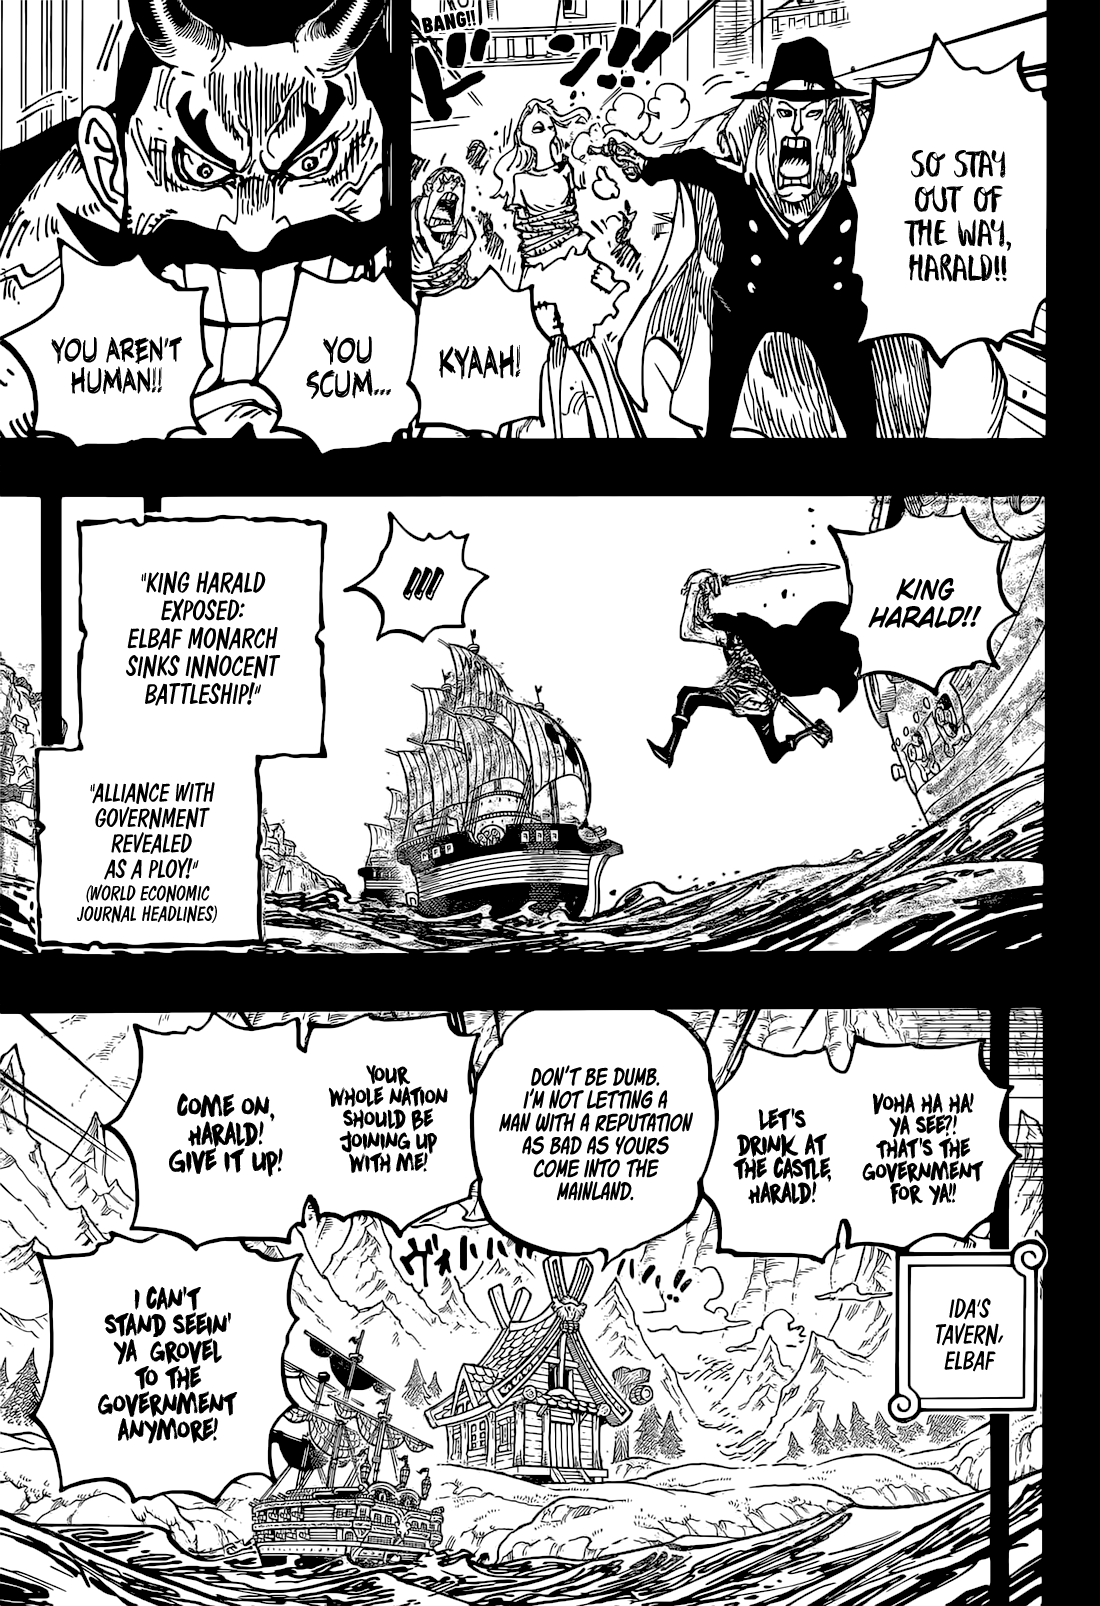 SO STAY
OUT OF
THE WAY,
HARALD!!
BANG!!
KYAAH!
YOU
SCUM...
YOU AREN'T
HUMAN!!
KING
HARALD!!
!!!
"KING HARALD
EXPOSED:
ELBAF MONARCH
SINKS INNOCENT
BATTLESHIP!"
"ALLIANCE WITH
GOVERNMENT
REVEALED
AS A PLOY!"
(WORLD ECONOMIC
JOURNAL HEADLINES)
IDA'S
TAVERN,
ELBAF
VOHA HA HA!
YA SEE?!
THAT'S THE
GOVERNMENT
FOR YA!!
LET'S
DRINK AT
THE CASTLE,
HARALD!
DON'T BE DUMB.
I'M NOT LETTING A
MAN WITH A REPUTATION
AS BAD AS YOURS
COME INTO THE
MAINLAND.
YOUR
WHOLE NATION
SHOULD BE
JOINING UP
WITH ME!
COME ON,
HARALD!
GIVE IT UP!
I CAN'T
STAND SEEIN'
YA GROVEL
TO THE
GOVERNMENT
ANYMORE!